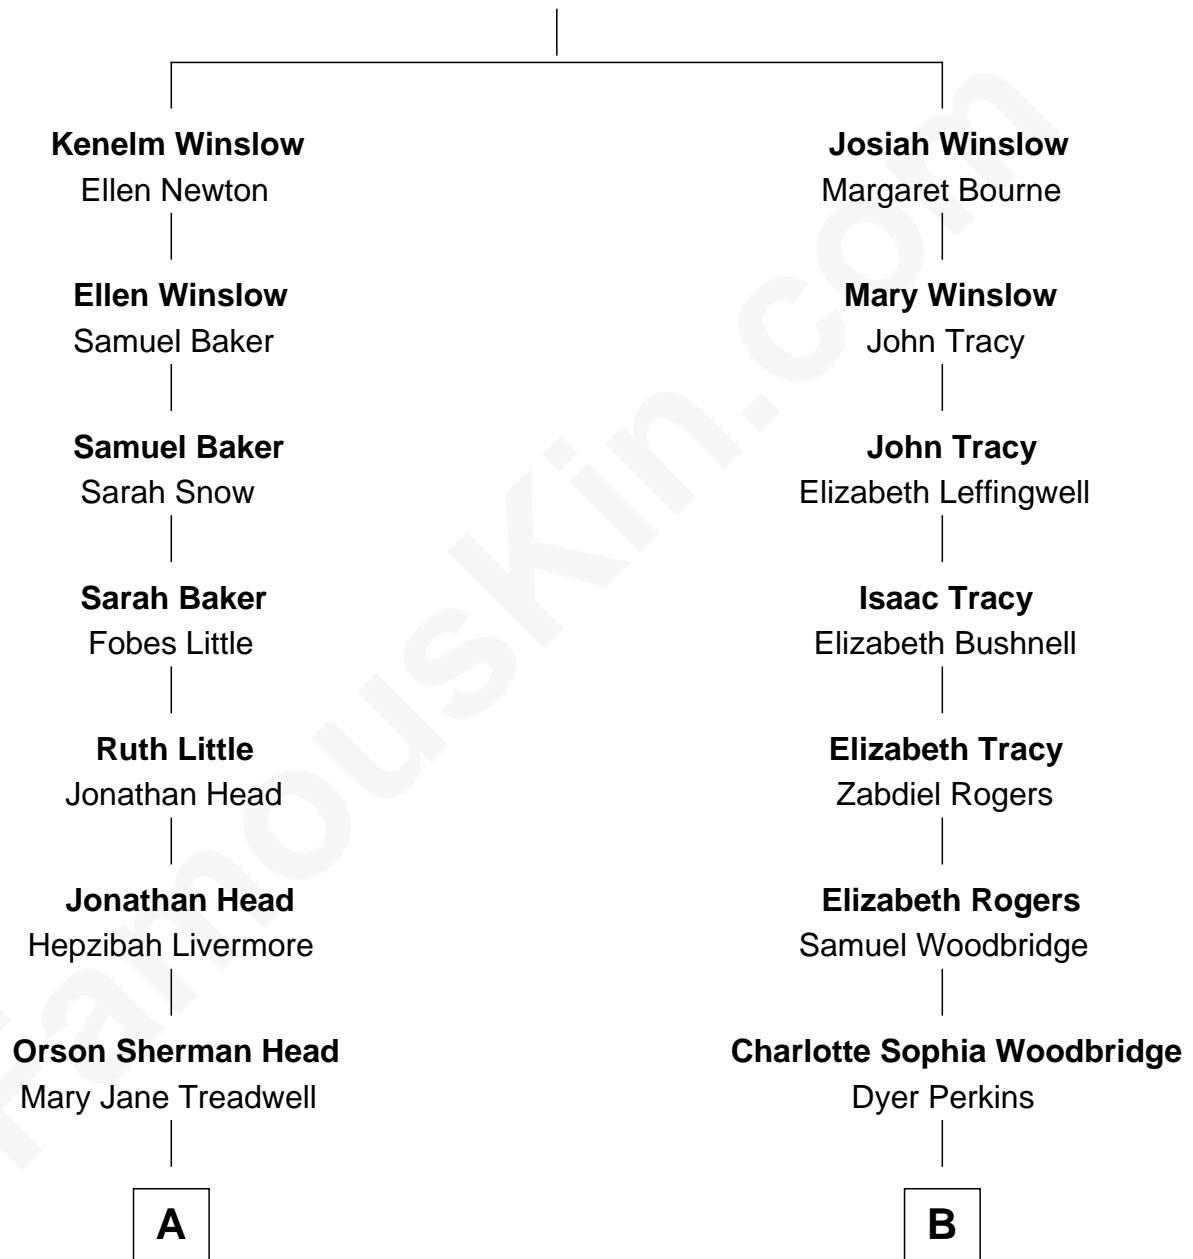 Kenelm Winslow
Ellen Newton
Ellen Winslow
Samuel Baker
Samuel Baker
Sarah Snow
Sarah Baker
Fobes Little
Ruth Little
Jonathan Head
Jonathan Head
Hepzibah Livermore
Orson Sherman Head
Mary Jane Treadwell
A
Josiah Winslow
Margaret Bourne
Mary Winslow
John Tracy
John Tracy
Elizabeth Leffingwell
Isaac Tracy
Elizabeth Bushnell
Elizabeth Tracy
Zabdiel Rogers
Elizabeth Rogers
Samuel Woodbridge
Charlotte Sophia Woodbridge
Dyer Perkins
B
FamousKin.com